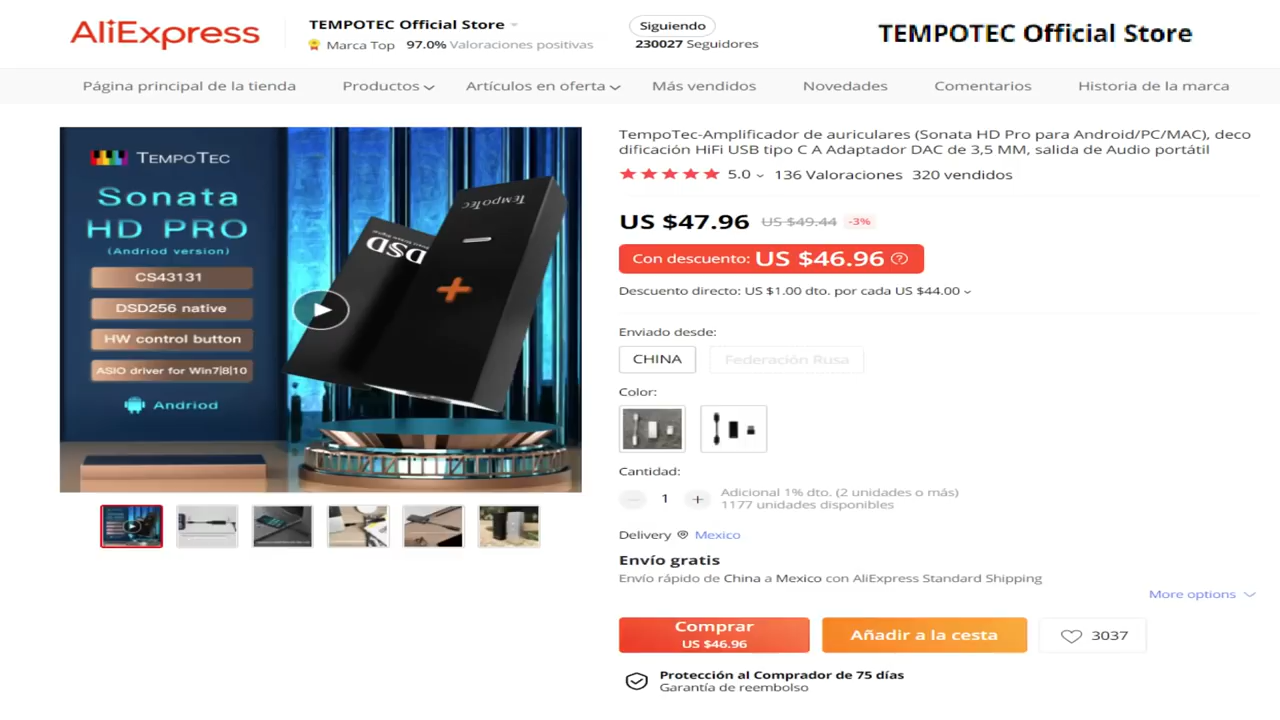 AliExpress
TEMPOTEC Official Store
Marca Top 97.0% Valoraciones positivas
Siguiendo
230027 Seguidores
TEMPOTEC Official Store
Página principal de la tienda
Productos
Artículos en oferta
Más vendidos
Novedades
Comentarios
Historia de la marca
TEMPOTEC
Sonata
HD PRO
(Andriod version)
CS43131
DSD256 native
HW control button
ASIO driver for Win7|8|10
Andriod
TEMPOTEC
DSD
TempoTec-Amplificador de auriculares (Sonata HD Pro para Android/PC/MAC), deco
dificación HiFi USB tipo C A Adaptador DAC de 3,5 MM, salida de Audio portátil
5.0 136 Valoraciones 320 vendidos
US $47.96 US $49.44 -3%
Con descuento: US $46.96
Descuento directo: US $1.00 dto. por cada US $44.00
Enviado desde:
CHINA Federación Rusa
Color:
Cantidad:
1
Adicional 1% dto. (2 unidades o más)
1177 unidades disponibles
Delivery Mexico
Envío gratis
Envío rápido de China a Mexico con AliExpress Standard Shipping
More options
Comprar
US $46.96
Añadir a la cesta
3037
Protección al Comprador de 75 días
Garantía de reembolso